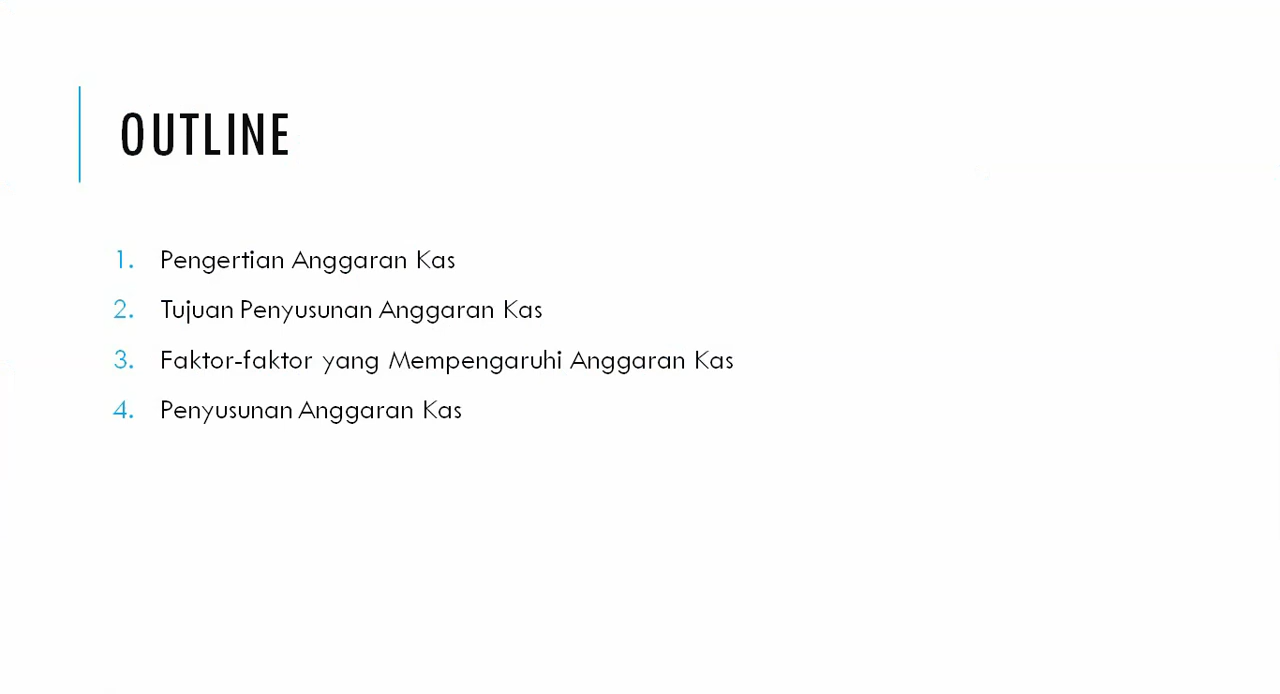 OUTLINE
1. Pengertian Anggaran Kas
2. Tujuan Penyusunan Anggaran Kas
3. Faktor-faktor yang Mempengaruhi Anggaran Kas
4. Penyusunan Anggaran Kas